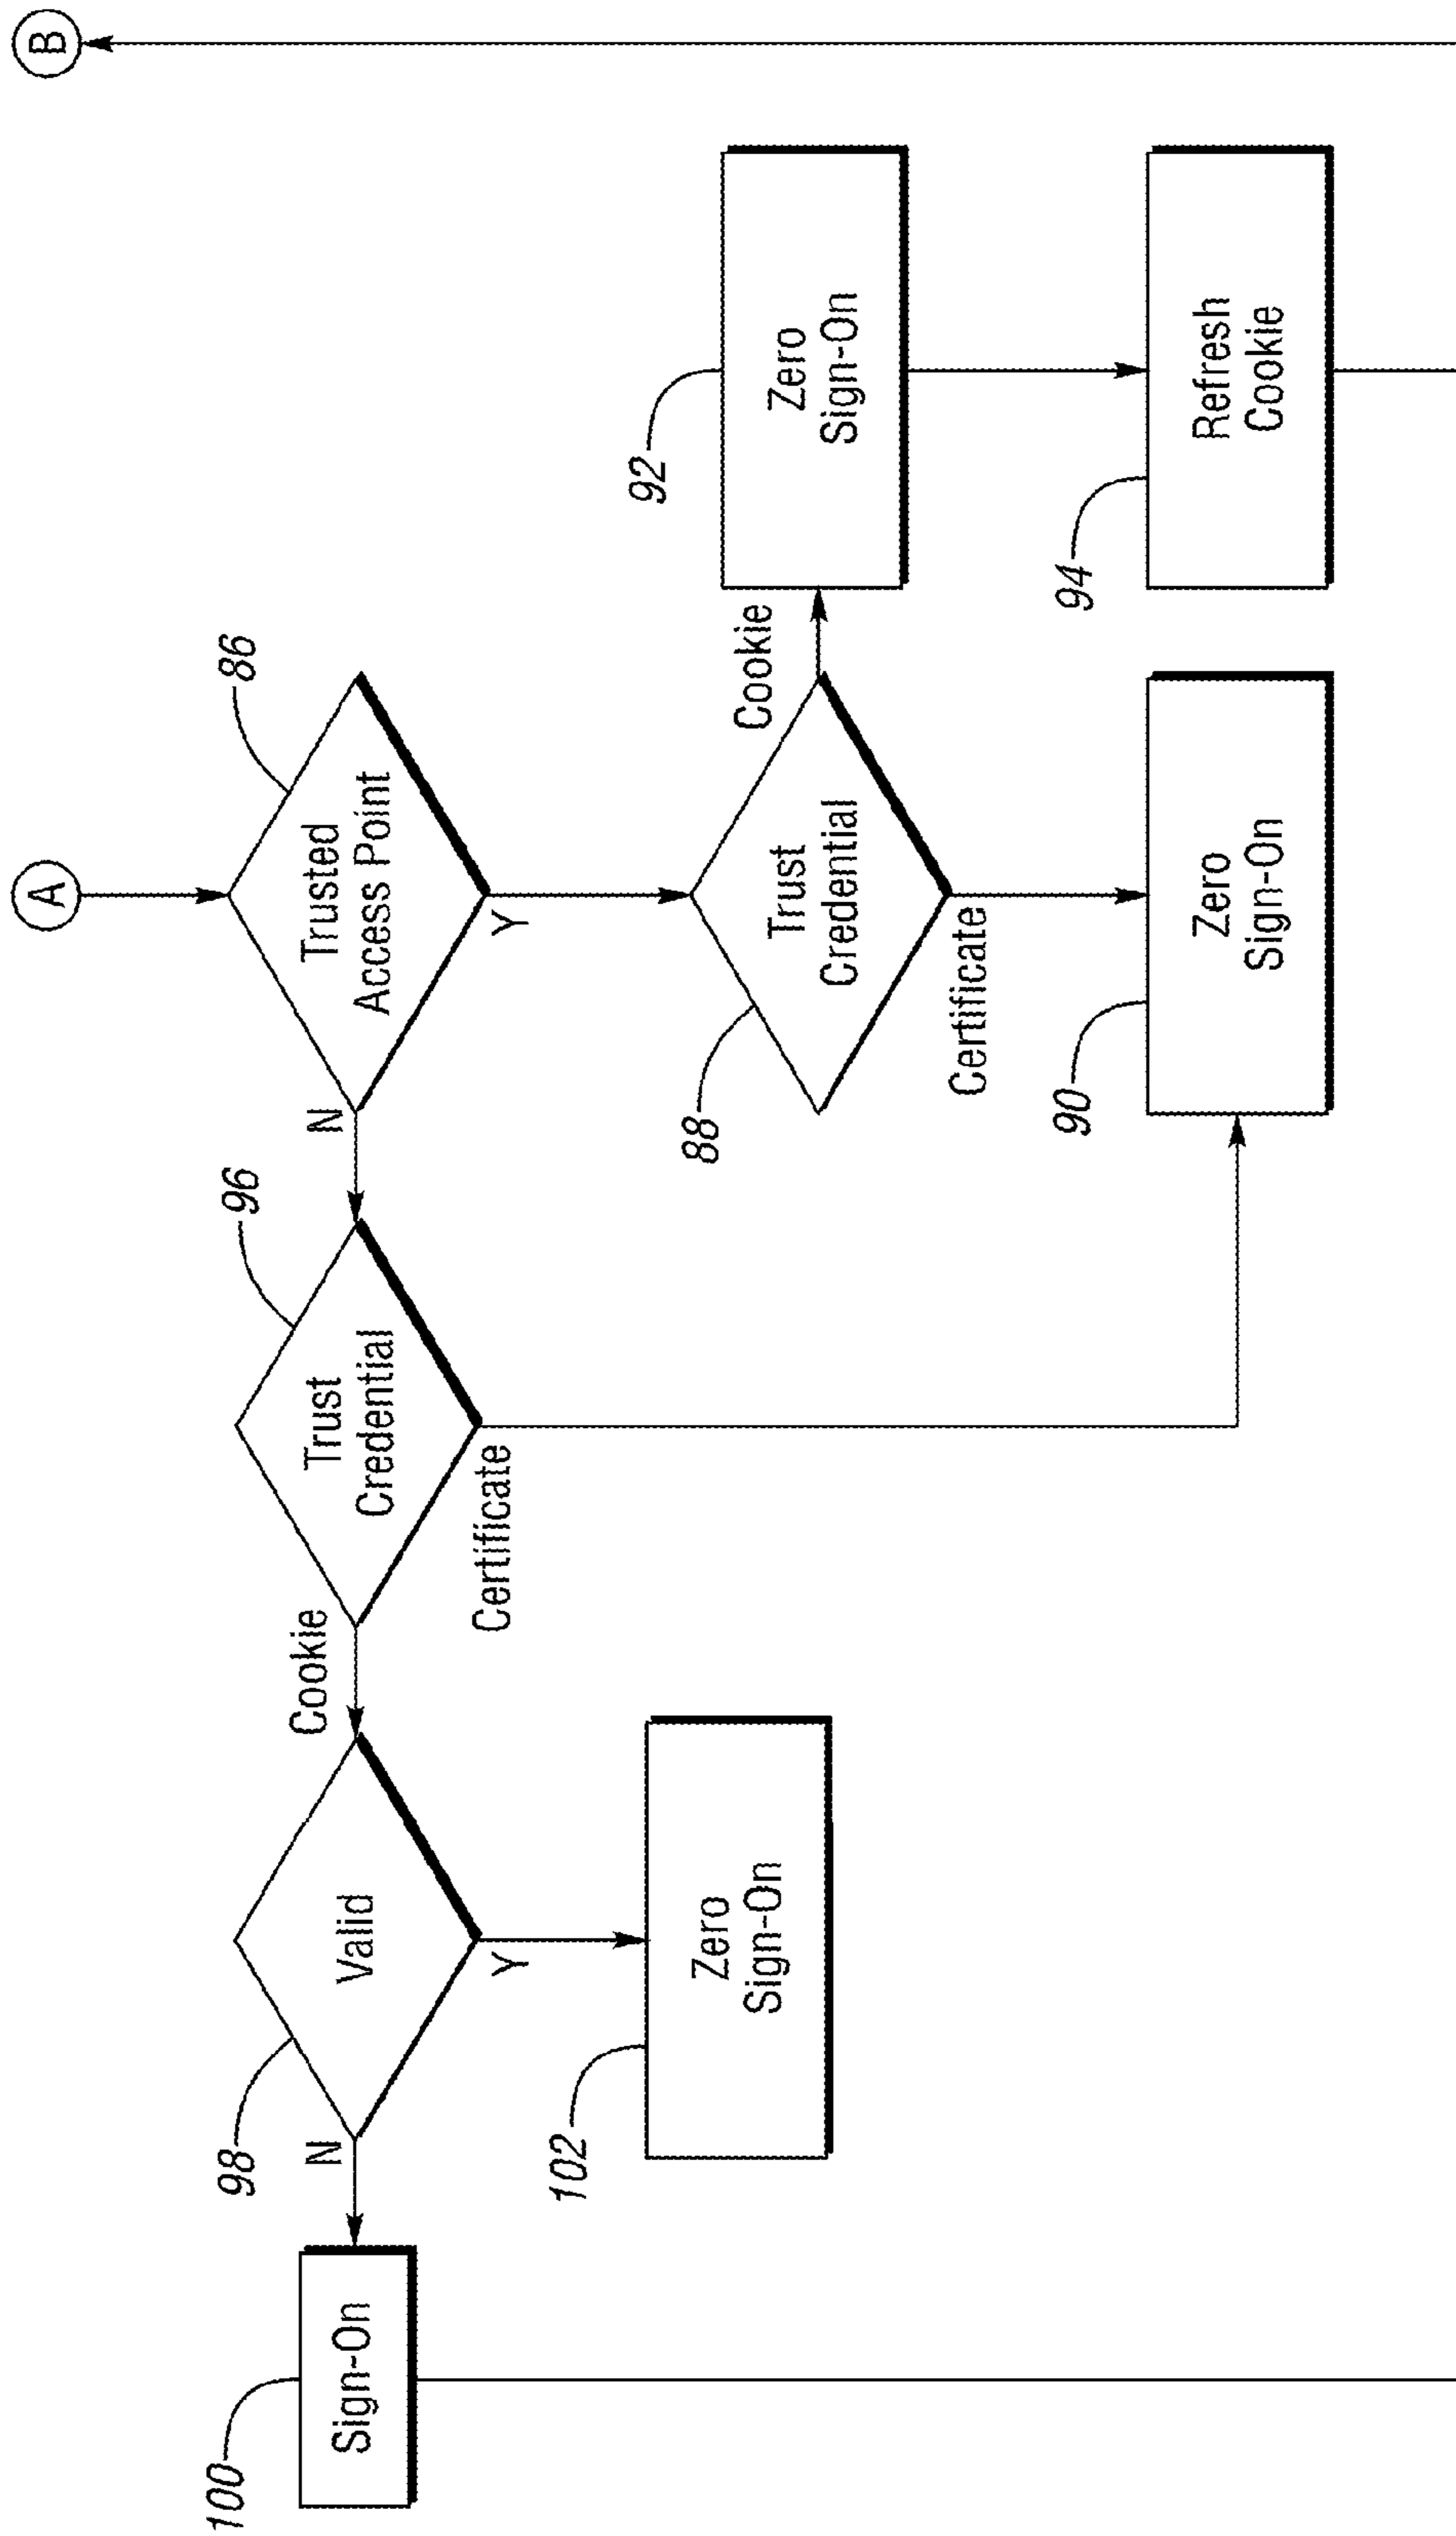 A
B
86
Trusted
Access Point
N
Y
96
Trust
Credential
Cookie
Certificate
98
Valid
N
Y
100
Sign-On
102
Zero
Sign-On
88
Trust
Credential
Cookie
Certificate
92
Zero
Sign-On
90
Zero
Sign-On
94
Refresh
Cookie